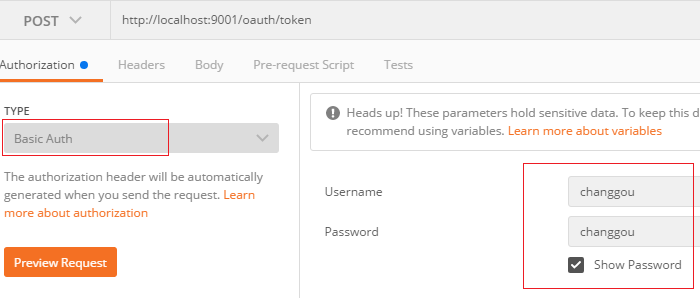 POST http://localhost:9001/oauth/token
Authorization Headers Body Pre-request Script Tests
TYPE
Basic Auth
The authorization header will be automatically
generated when you send the request. Learn
more about authorization
Preview Request
Heads up! These parameters hold sensitive data. To keep this d
recommend using variables. Learn more about variables
Username changgou
Password changgou
Show Password